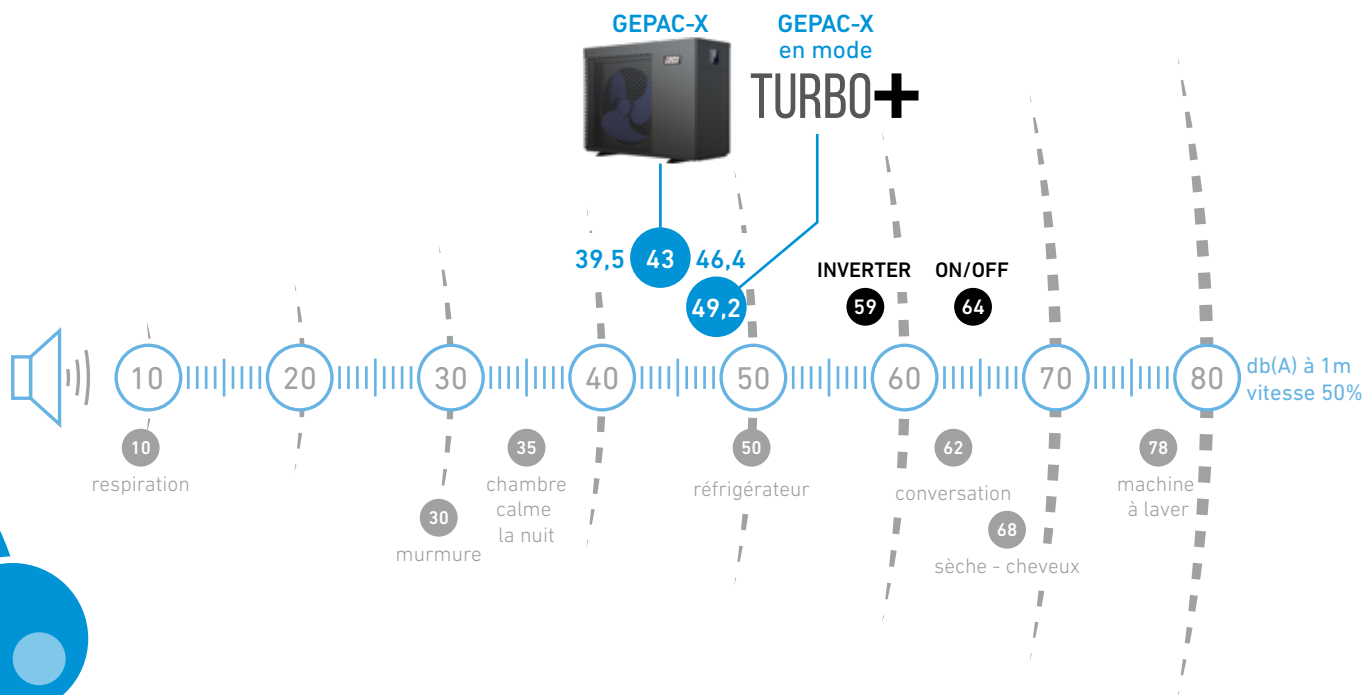 GEPAC-X
GEPAC-X
en mode
TURBO+
39,5
43
46,4
49,2
INVERTER
59
ON/OFF
64
10
20
30
40
50
60
70
80
db(A) à 1m
vitesse 50%
10
respiration
30
murmure
35
chambre
calme
la nuit
50
réfrigérateur
62
conversation
68
sèche - cheveux
78
machine
à laver